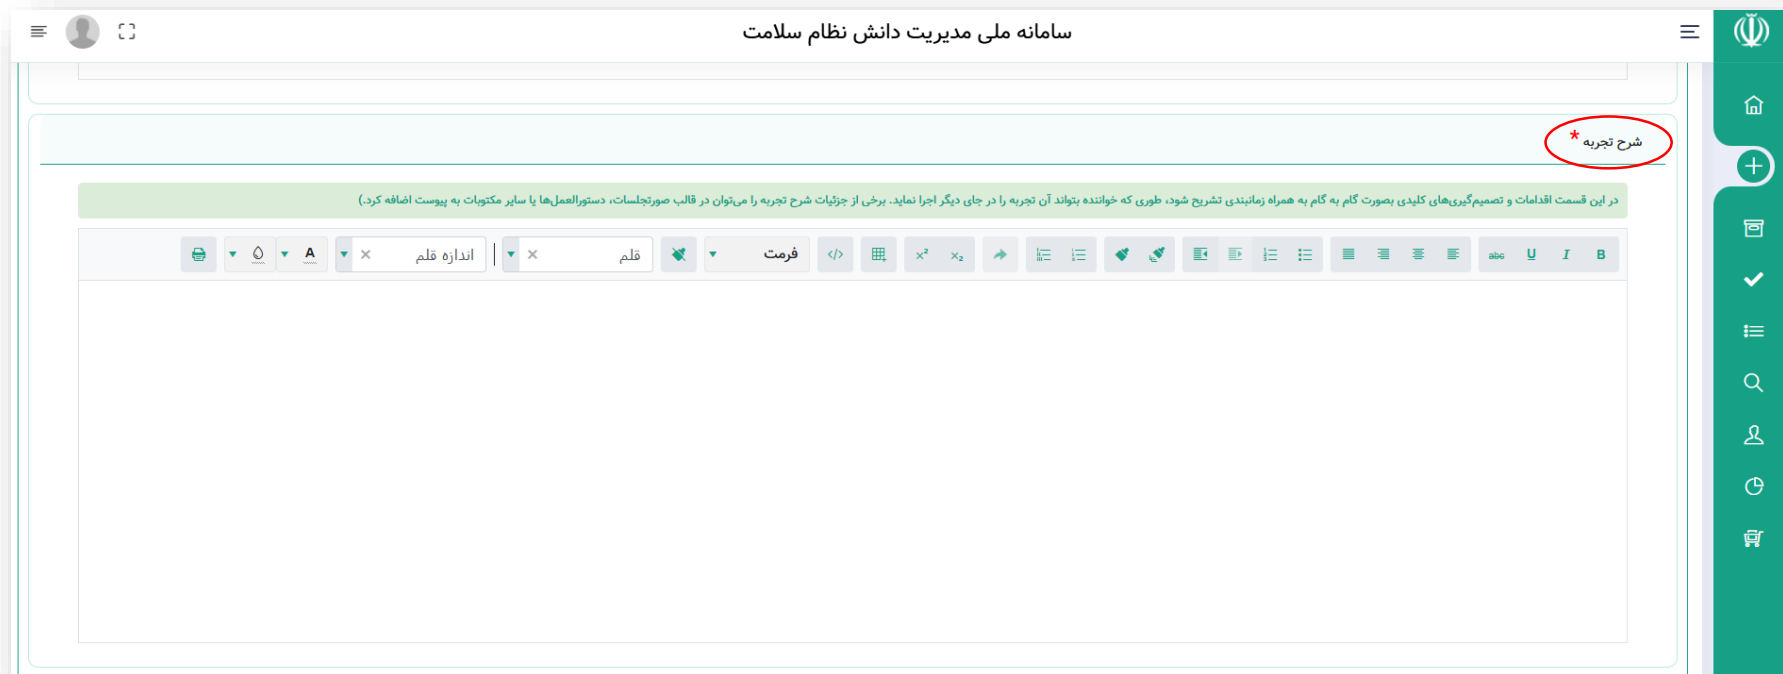 سامانه ملی مدیریت دانش نظام سلامت
شرح تجربه *
در این قسمت اقدامات و تصمیم‌گیری‌های کلیدی بصورت گام به گام به همراه زمانبندی تشریح شود، طوری که خواننده بتواند آن تجربه را در جای دیگر اجرا نماید. برخی از جزئیات شرح تجربه را می‌توان در قالب صورتجلسات، دستورالعمل‌ها یا سایر مکتوبات به پیوست اضافه کرد.)
B I U abc x₂ x² </> فرمت قلم × اندازه قلم × A